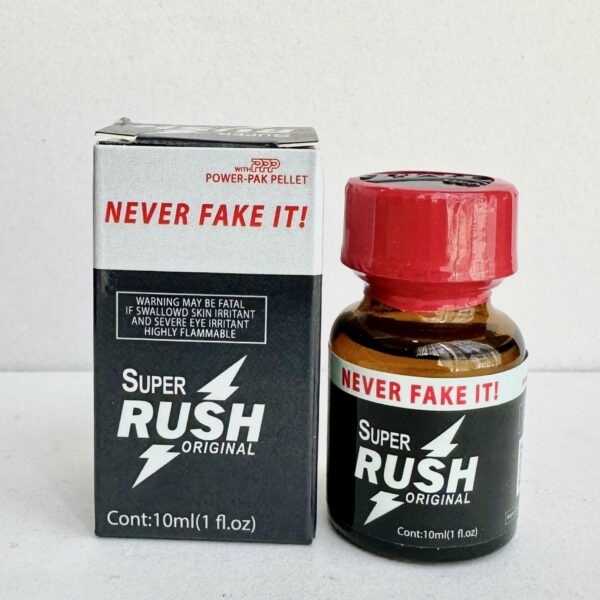 WITH PPP
POWER-PAK PELLET
NEVER FAKE IT!
WARNING MAY BE FATAL
IF SWALLOWD SKIN IRRITANT
AND SEVERE EYE IRRITANT
HIGHLY FLAMMABLE
SUPER
RUSH
ORIGINAL
Cont:10ml(1 fl.oz)
NEVER FAKE IT!
SUPER
RUSH
ORIGINAL
Cont:10ml(1 fl.oz)